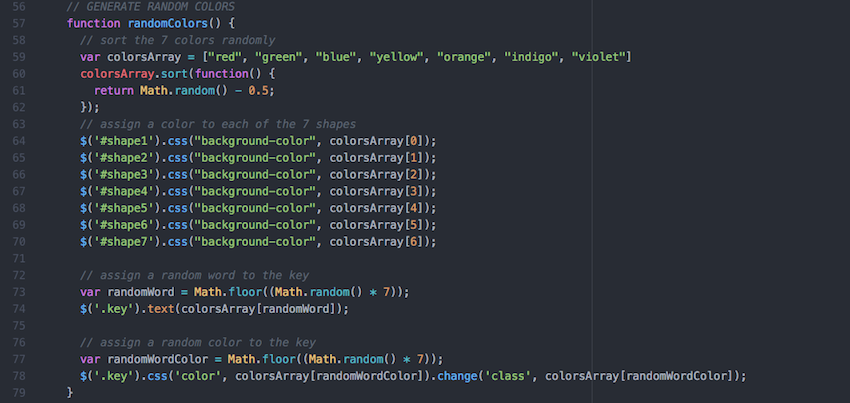 56 // GENERATE RANDOM COLORS
57 function randomColors() {
58 // sort the 7 colors randomly
59 var colorsArray = ["red", "green", "blue", "yellow", "orange", "indigo", "violet"]
60 colorsArray.sort(function() {
61 return Math.random() - 0.5;
62 });
63 // assign a color to each of the 7 shapes
64 $('#shape1').css("background-color", colorsArray[0]);
65 $('#shape2').css("background-color", colorsArray[1]);
66 $('#shape3').css("background-color", colorsArray[2]);
67 $('#shape4').css("background-color", colorsArray[3]);
68 $('#shape5').css("background-color", colorsArray[4]);
69 $('#shape6').css("background-color", colorsArray[5]);
70 $('#shape7').css("background-color", colorsArray[6]);
71
72 // assign a random word to the key
73 var randomWord = Math.floor((Math.random() * 7));
74 $('.key').text(colorsArray[randomWord]);
75
76 // assign a random color to the key
77 var randomWordColor = Math.floor((Math.random() * 7));
78 $('.key').css('color', colorsArray[randomWordColor]).change('class', colorsArray[randomWordColor]);
79 }